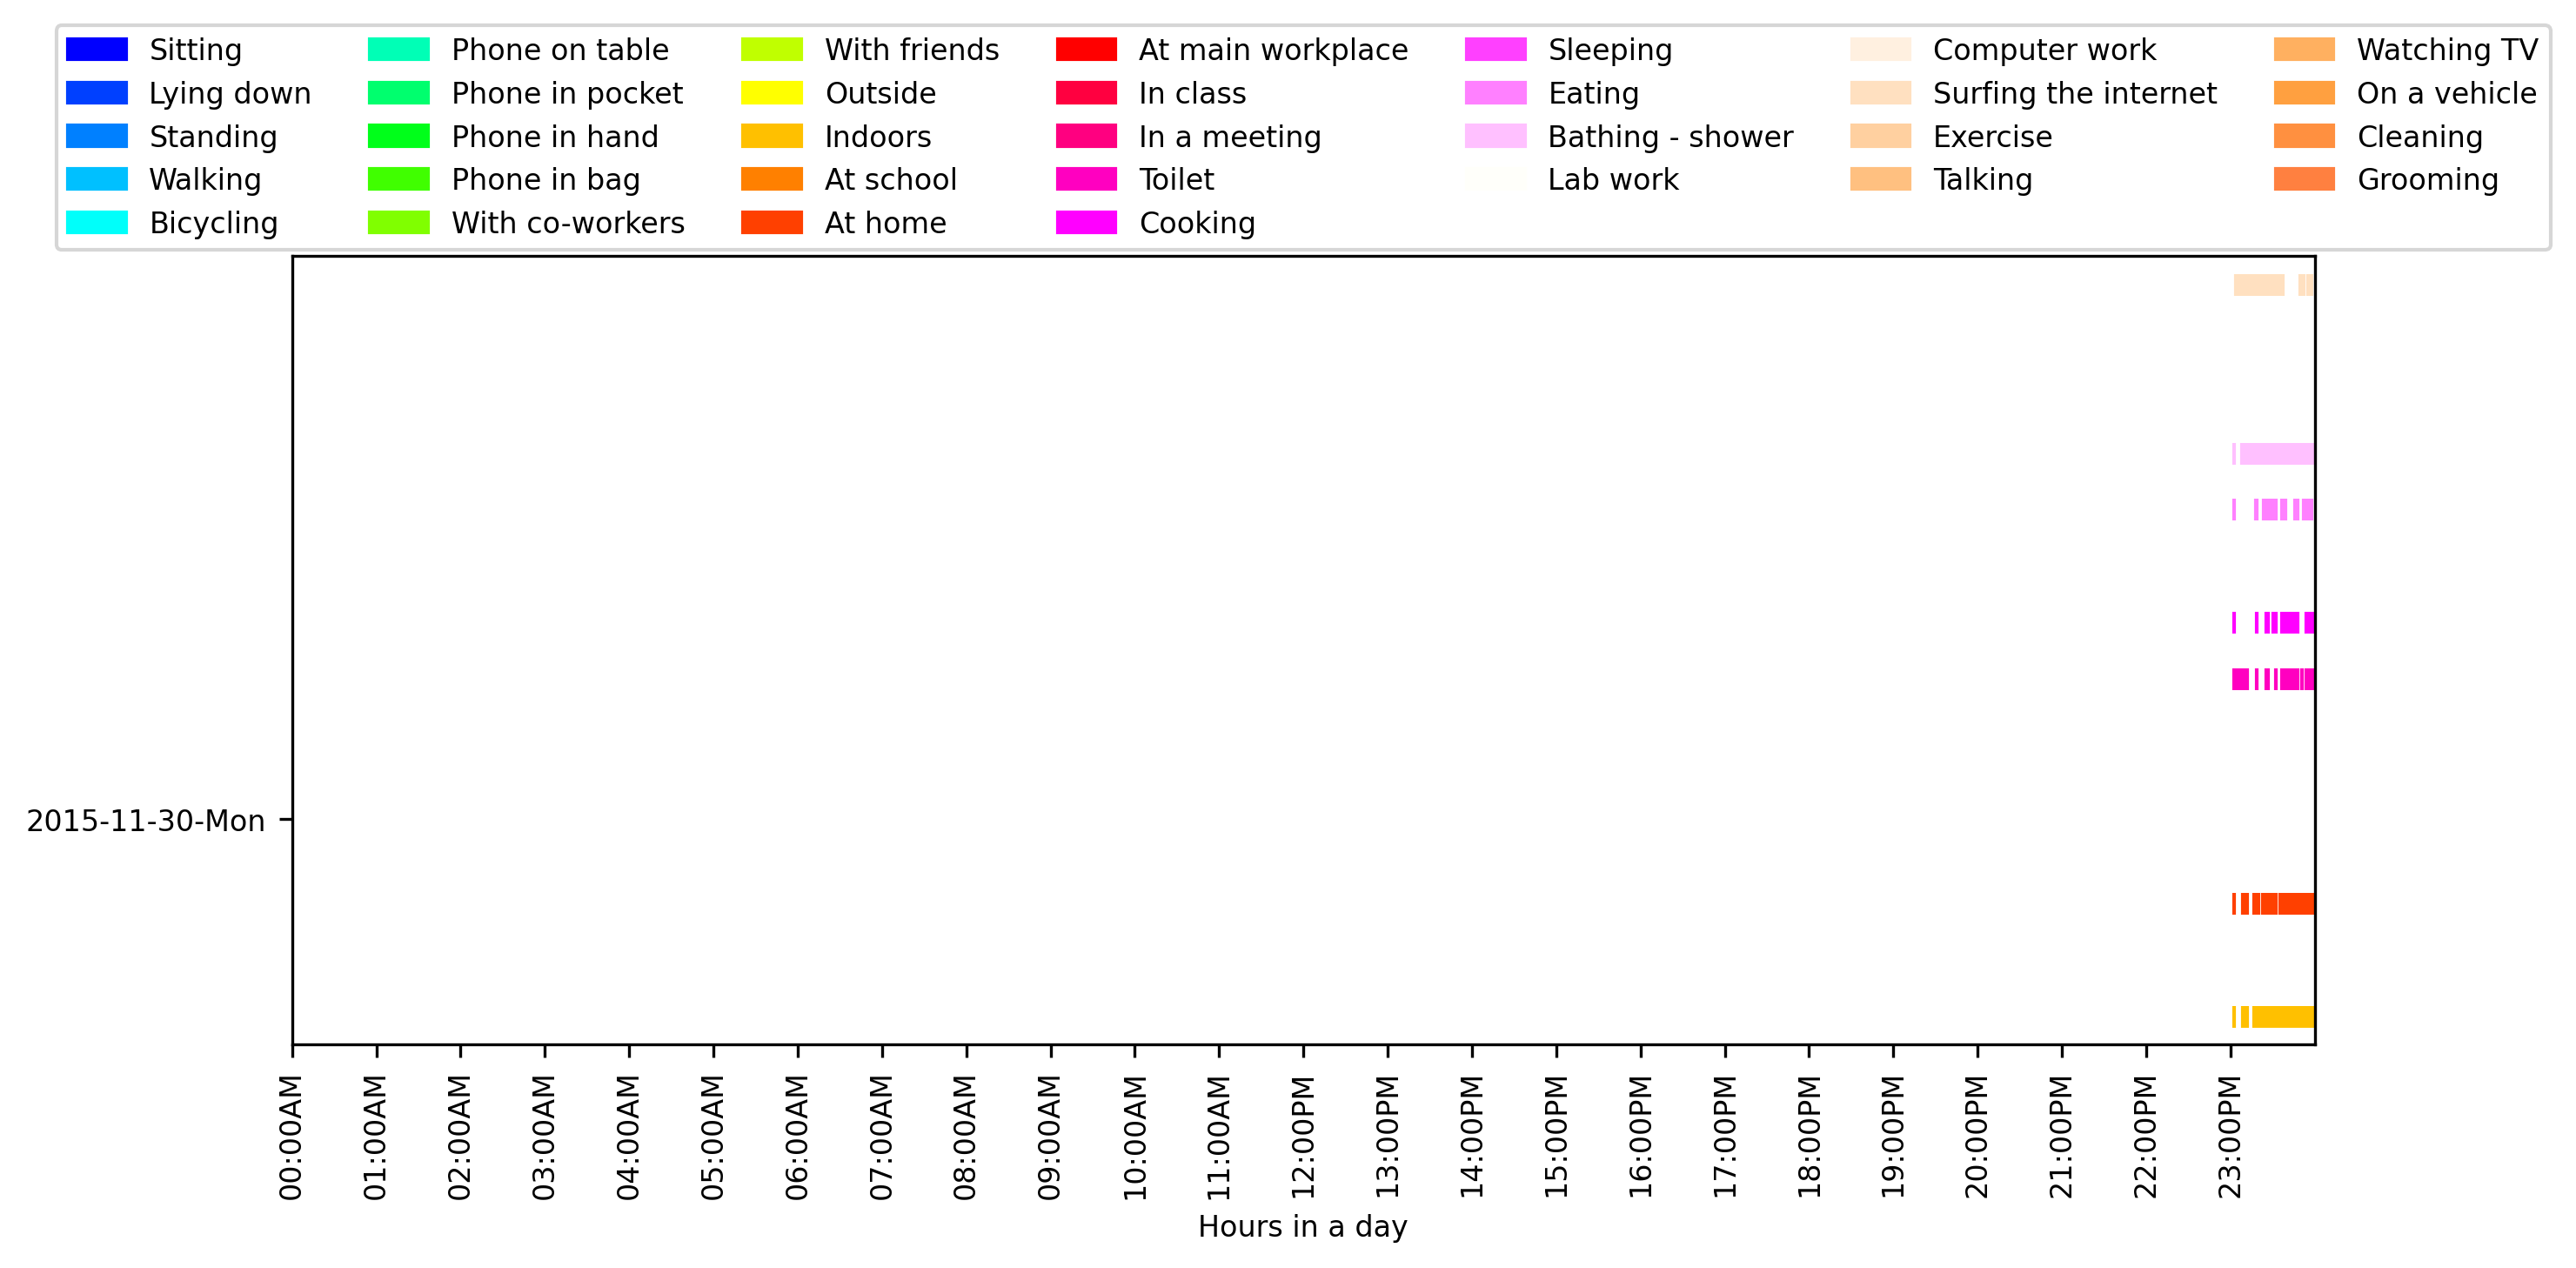 Sitting Phone on table With friends At main workplace Sleeping Computer work Watching TV
Lying down Phone in pocket Outside In class Eating Surfing the internet On a vehicle
Standing Phone in hand Indoors In a meeting Bathing - shower Exercise Cleaning
Walking Phone in bag At school Toilet Lab work Talking Grooming
Bicycling With co-workers At home Cooking
2015-11-30-Mon
00:00AM 01:00AM 02:00AM 03:00AM 04:00AM 05:00AM 06:00AM 07:00AM 08:00AM 09:00AM 10:00AM 11:00AM 12:00PM 13:00PM 14:00PM 15:00PM 16:00PM 17:00PM 18:00PM 19:00PM 20:00PM 21:00PM 22:00PM 23:00PM
Hours in a day